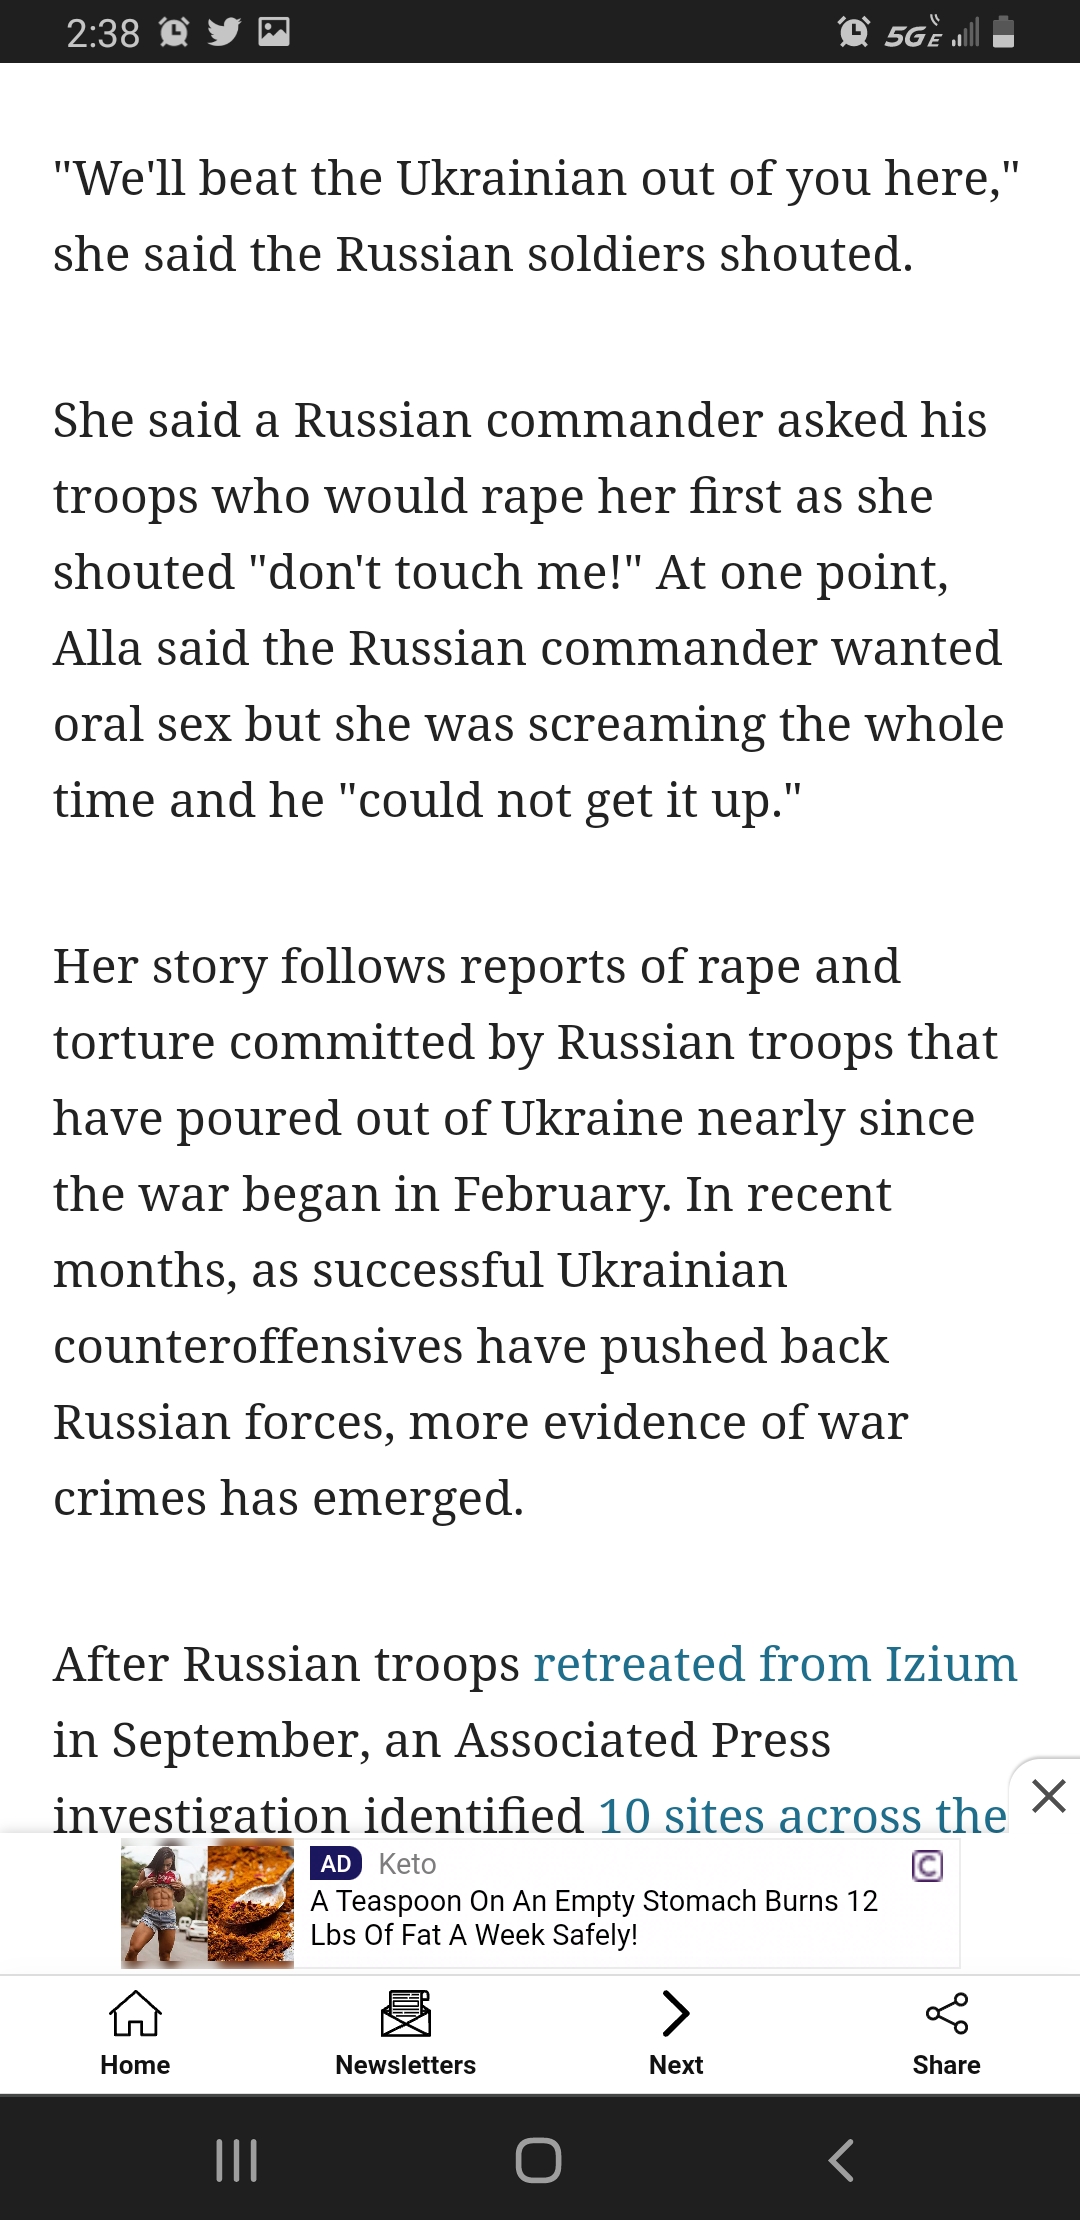 2:38
5GE
"We'll beat the Ukrainian out of you here,"
she said the Russian soldiers shouted.
She said a Russian commander asked his
troops who would rape her first as she
shouted "don't touch me!" At one point,
Alla said the Russian commander wanted
oral sex but she was screaming the whole
time and he "could not get it up."
Her story follows reports of rape and
torture committed by Russian troops that
have poured out of Ukraine nearly since
the war began in February. In recent
months, as successful Ukrainian
counteroffensives have pushed back
Russian forces, more evidence of war
crimes has emerged.
After Russian troops retreated from Izium
in September, an Associated Press
investigation identified 10 sites across the
AD Keto
A Teaspoon On An Empty Stomach Burns 12
Lbs Of Fat A Week Safely!
Home Newsletters Next Share